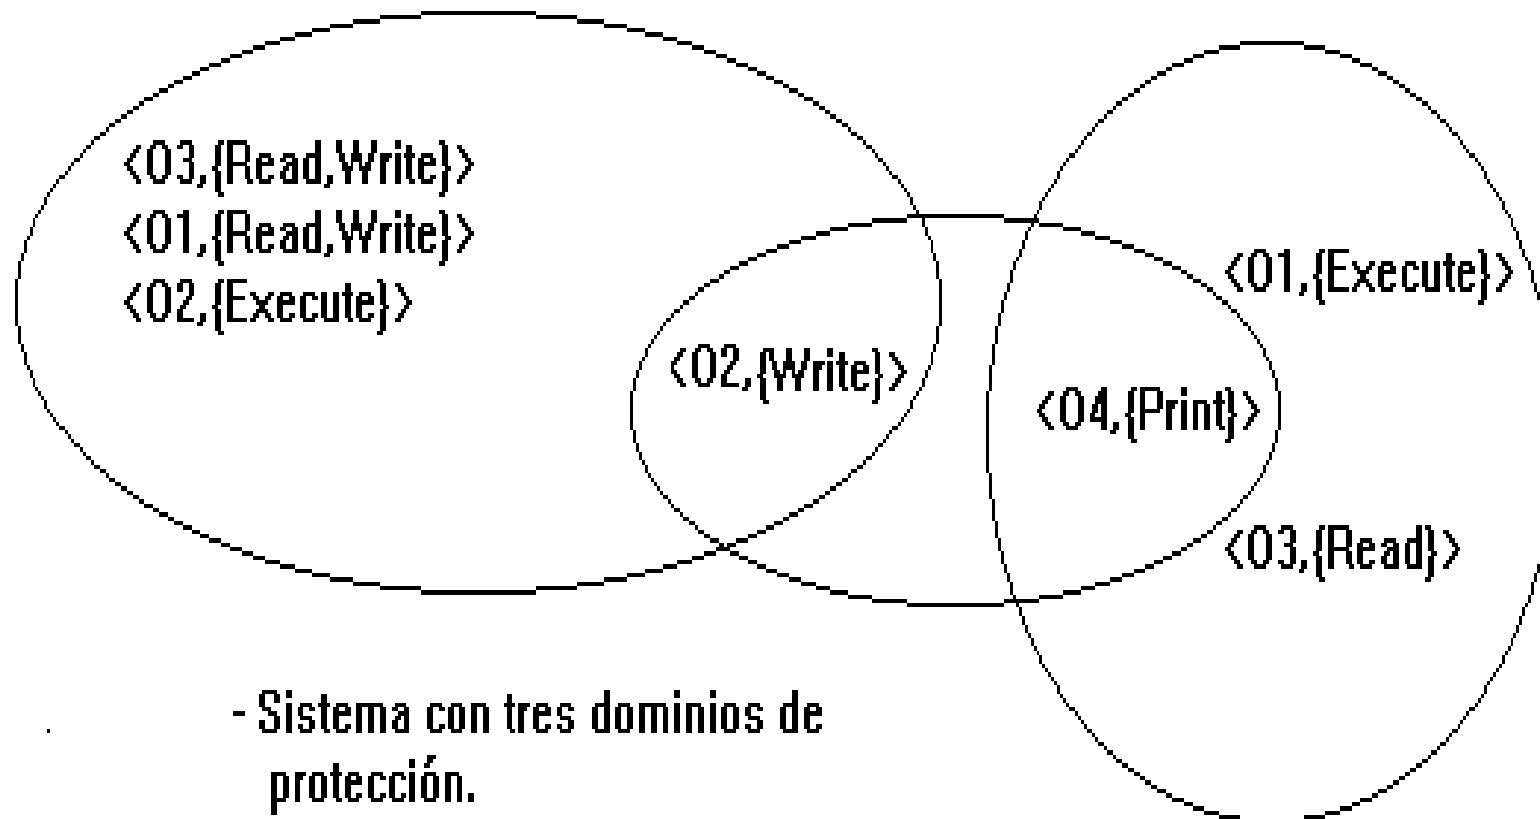 <O3,{Read,Write}>
<O1,{Read,Write}>
<O2,{Execute}>
<O2,{Write}>
<O1,{Execute}>
<O4,{Print}>
<O3,{Read}>
- Sistema con tres dominios de
protección.